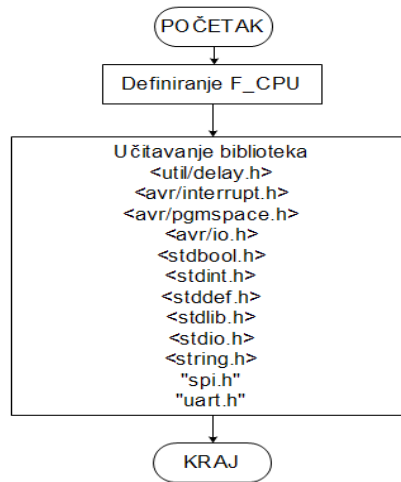 POČETAK
Definiranje F_CPU
Učitavanje biblioteka
<util/delay.h>
<avr/interrupt.h>
<avr/pgmspace.h>
<avr/io.h>
<stdbool.h>
<stdint.h>
<stddef.h>
<stdlib.h>
<stdio.h>
<string.h>
"spi.h"
"uart.h"
KRAJ